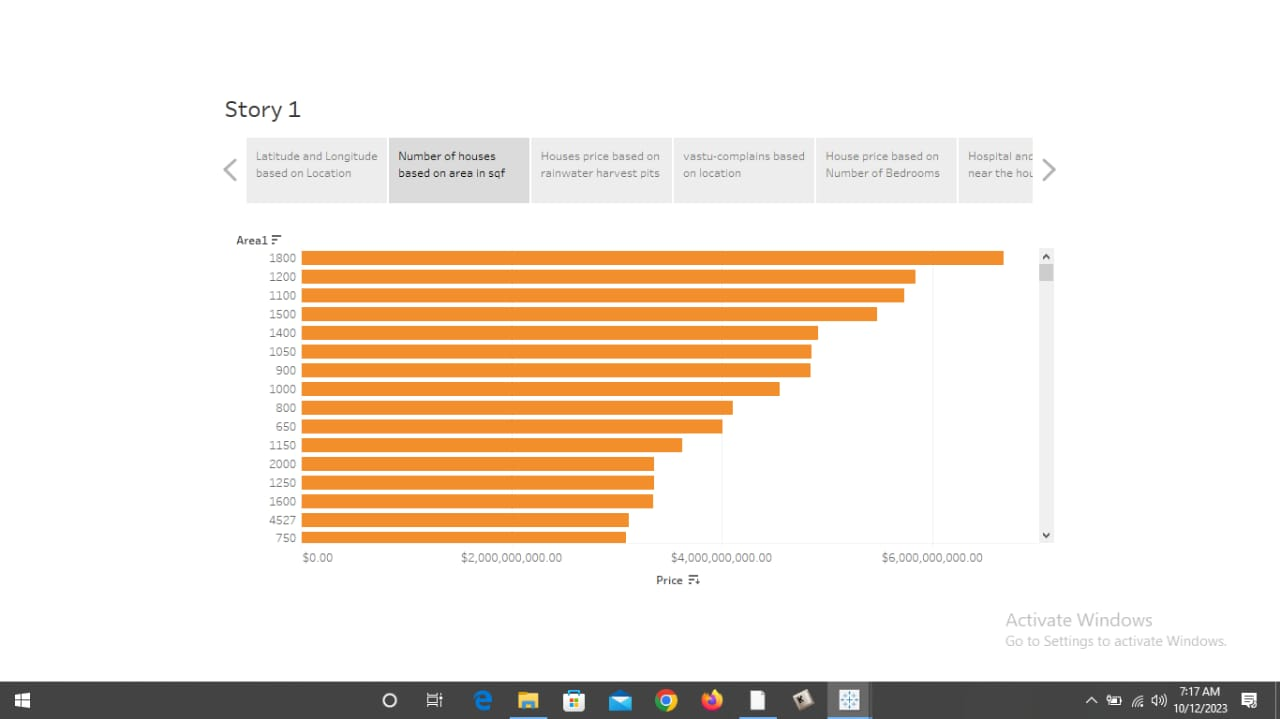 Story 1
Latitude and Longitude
based on Location
Number of houses
based on area in sqf
Houses price based on
rainwater harvest pits
vastu-complains based
on location
House price based on
Number of Bedrooms
Hospital and
near the hou
Area1
1800
1200
1100
1500
1400
1050
900
1000
800
650
1150
2000
1250
1600
4527
750
$0.00 $2,000,000,000.00 $4,000,000,000.00 $6,000,000,000.00
Price
Activate Windows
Go to Settings to activate Windows.
7:17 AM
10/12/2023